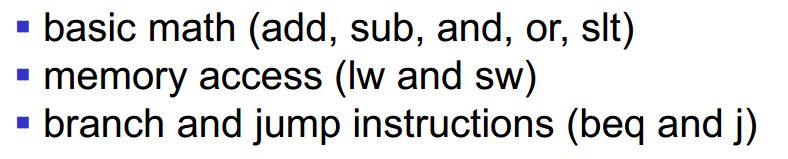 ▪ basic math (add, sub, and, or, slt)
▪ memory access (lw and sw)
▪ branch and jump instructions (beq and j)